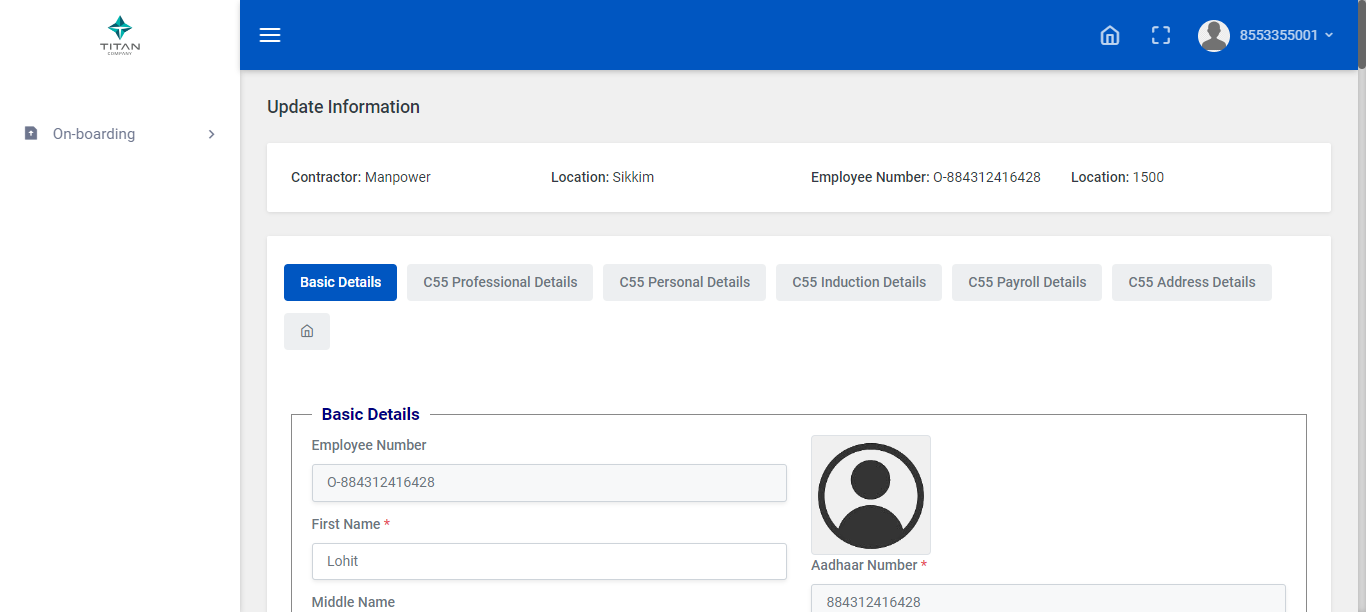 TITAN
COMPANY
8553355001
On-boarding
Update Information
Contractor: Manpower Location: Sikkim Employee Number: O-884312416428 Location: 1500
Basic Details C55 Professional Details C55 Personal Details C55 Induction Details C55 Payroll Details C55 Address Details
Basic Details
Employee Number
O-884312416428
First Name *
Lohit
Middle Name
Aadhaar Number *
884312416428